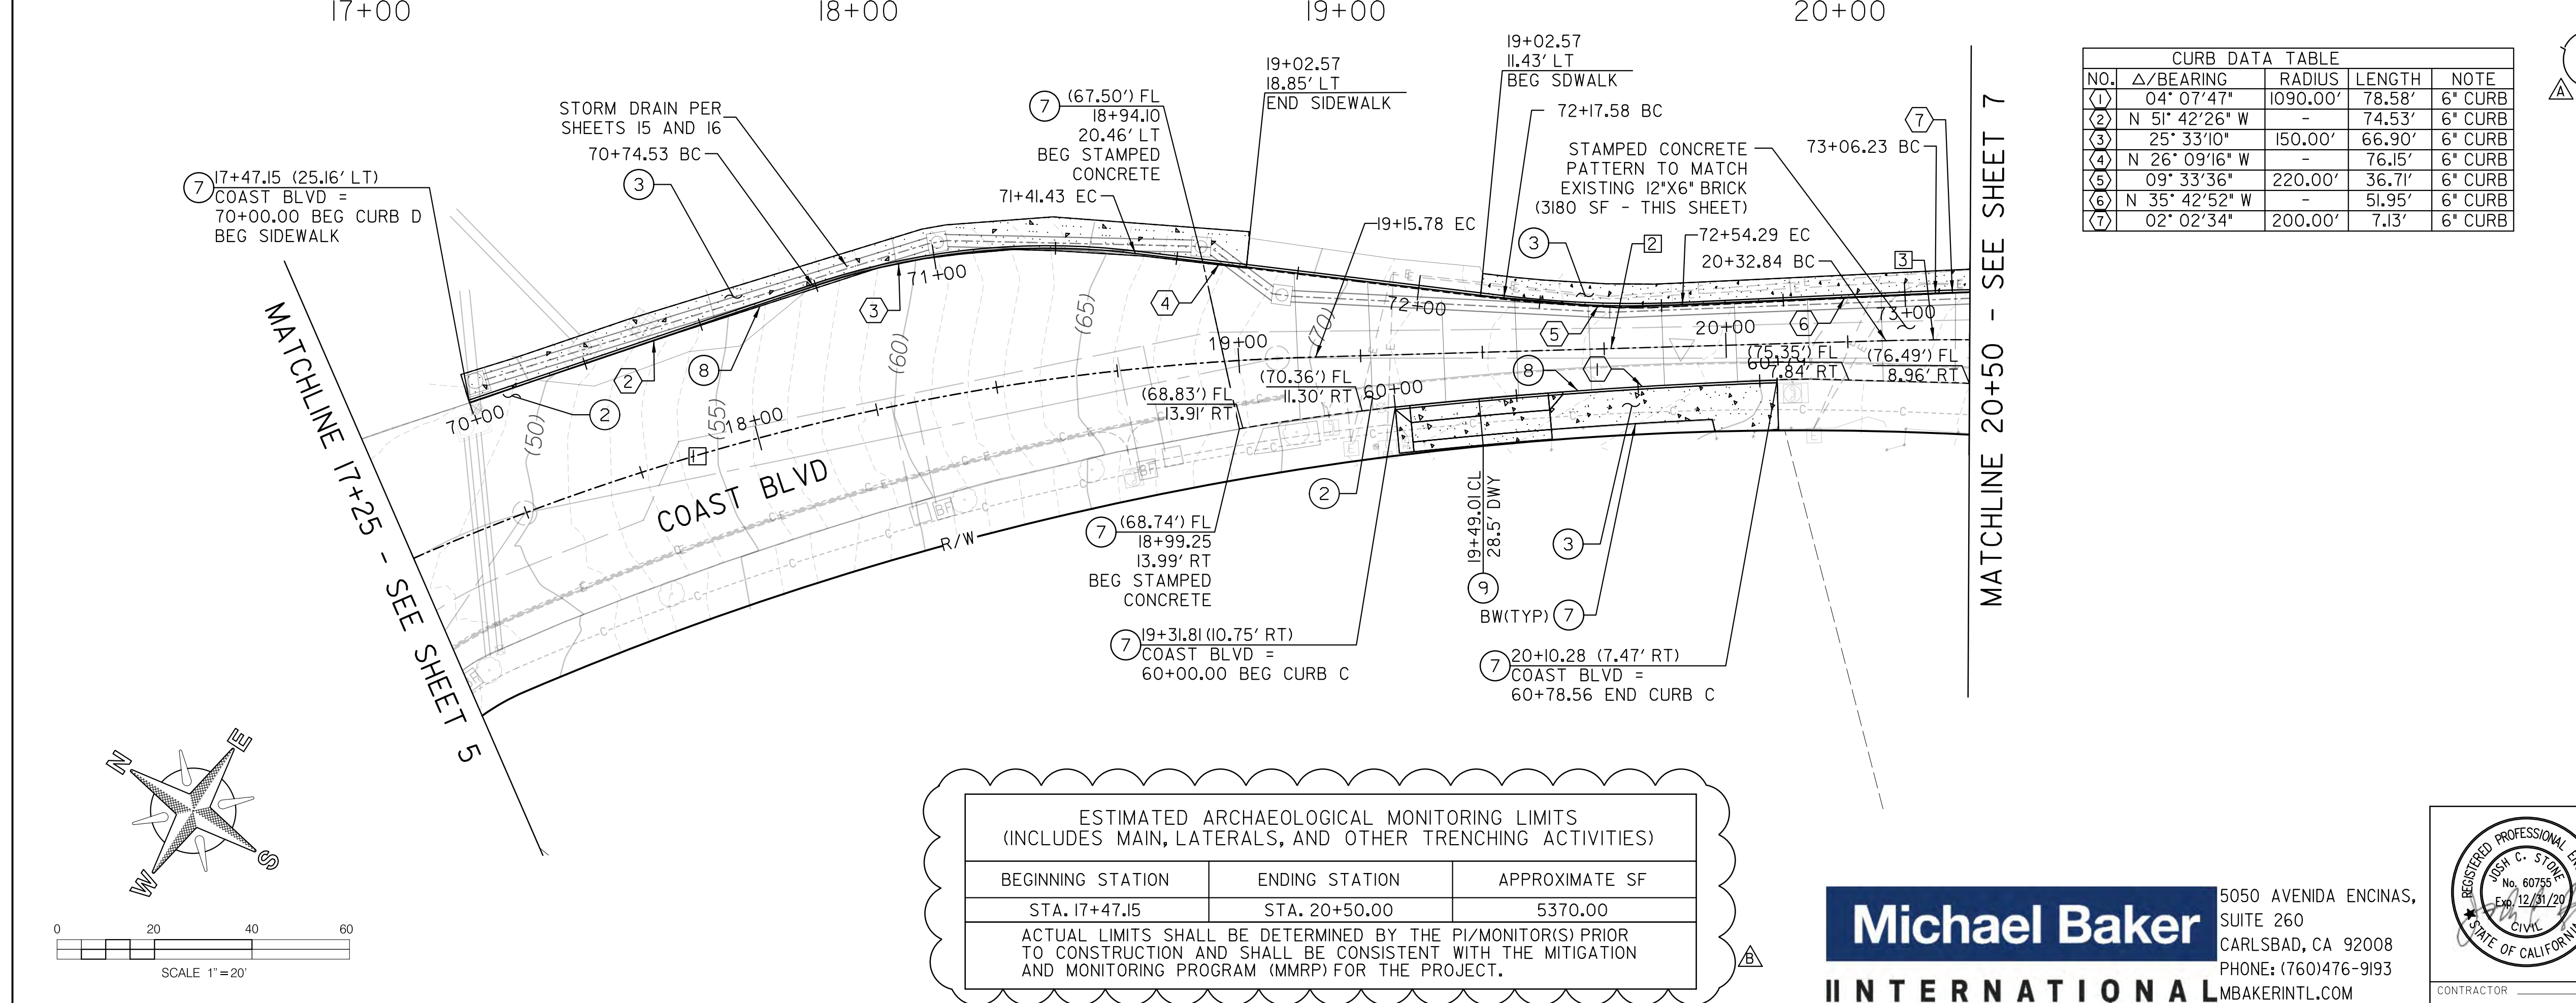 17+00
18+00
19+00
20+00
19+02.57
18.85' LT
END SIDEWALK
19+02.57
11.43' LT
BEG SDWALK
72+17.58 BC
STORM DRAIN PER
SHEETS 15 AND 16
70+74.53 BC
3
7
(67.50') FL
18+94.10
20.46' LT
BEG STAMPED
CONCRETE
71+41.43 EC
STAMPED CONCRETE
PATTERN TO MATCH
EXISTING 12"X6" BRICK
(3180 SF - THIS SHEET)
73+06.23 BC
7
7
17+47.15 (25.16' LT)
COAST BLVD =
70+00.00 BEG CURB D
BEG SIDEWALK
19+15.78 EC
3
2
72+54.29 EC
20+32.84 BC
3
MATCHLINE 17+25 - SEE SHEET 5
MATCHLINE 20+50 - SEE SHEET 7
70+00
71+00
72+00
73+00
18+00
19+00
20+00
60+00
(50)
(55)
(60)
(65)
(70)
2
8
2
3
4
5
6
1
8
1
(68.83') FL
13.91' RT
(70.36') FL
11.30' RT
(75.35') FL
7.84' RT
(76.49') FL
8.96' RT
COAST BLVD
R/W
2
7
(68.74') FL
18+99.25
13.99' RT
BEG STAMPED
CONCRETE
7
19+31.81 (10.75' RT)
COAST BLVD =
60+00.00 BEG CURB C
19+49.01 CL
28.5' DWY
9
3
BW(TYP) 7
7
20+10.28 (7.47' RT)
COAST BLVD =
60+78.56 END CURB C
CURB DATA TABLE
NO. △/BEARING RADIUS LENGTH NOTE
1 04° 07'47" 1090.00' 78.58' 6" CURB
2 N 51° 42'26" W - 74.53' 6" CURB
3 25° 33'10" 150.00' 66.90' 6" CURB
4 N 26° 09'16" W - 76.15' 6" CURB
5 09° 33'36" 220.00' 36.71' 6" CURB
6 N 35° 42'52" W - 51.95' 6" CURB
7 02° 02'34" 200.00' 7.13' 6" CURB
A
N
E
S
W
0 20 40 60
SCALE 1"=20'
ESTIMATED ARCHAEOLOGICAL MONITORING LIMITS
(INCLUDES MAIN, LATERALS, AND OTHER TRENCHING ACTIVITIES)
BEGINNING STATION ENDING STATION APPROXIMATE SF
STA. 17+47.15 STA. 20+50.00 5370.00
ACTUAL LIMITS SHALL BE DETERMINED BY THE PI/MONITOR(S) PRIOR
TO CONSTRUCTION AND SHALL BE CONSISTENT WITH THE MITIGATION
AND MONITORING PROGRAM (MMRP) FOR THE PROJECT.
B
Michael Baker
INTERNATIONAL
5050 AVENIDA ENCINAS,
SUITE 260
CARLSBAD, CA 92008
PHONE: (760)476-9193
MBAKERINTL.COM
REGISTERED PROFESSIONAL
JOSH C. STONE
No. 60755
Exp. 12/31/20
CIVIL
STATE OF
CONTRACTOR